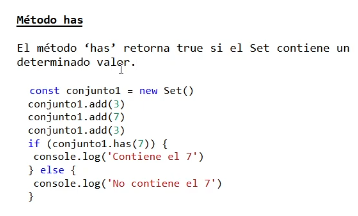 Método has
El método ‘has’ retorna true si el Set contiene un
determinado valor.
const conjunto1 = new Set()
conjunto1.add(3)
conjunto1.add(7)
conjunto1.add(3)
if (conjunto1.has(7)) {
console.log('Contiene el 7')
} else {
console.log('No contiene el 7')
}